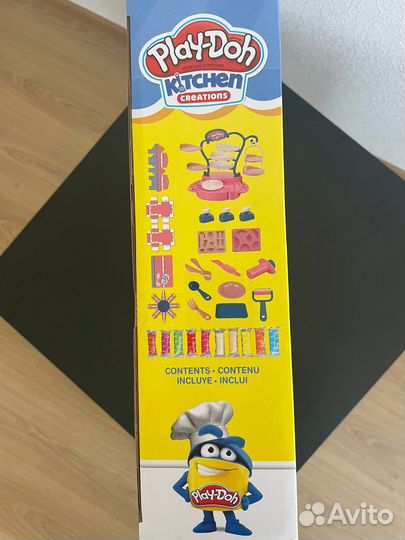 Play-Doh
KITCHEN
CREATIONS
CONTENTS • CONTENU
INCLUYE • INCLUI
Play-Doh
Avito